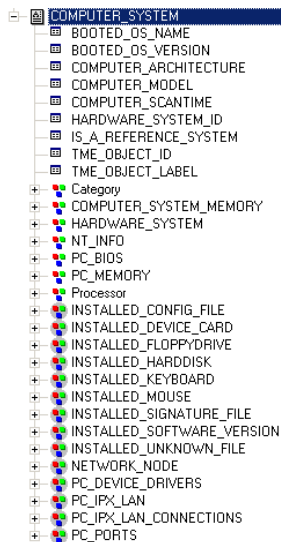 COMPUTER_SYSTEM
BOOTED_OS_NAME
BOOTED_OS_VERSION
COMPUTER_ARCHITECTURE
COMPUTER_MODEL
COMPUTER_SCANTIME
HARDWARE_SYSTEM_ID
IS_A_REFERENCE_SYSTEM
TME_OBJECT_ID
TME_OBJECT_LABEL
Category
COMPUTER_SYSTEM_MEMORY
HARDWARE_SYSTEM
NT_INFO
PC_BIOS
PC_MEMORY
Processor
INSTALLED_CONFIG_FILE
INSTALLED_DEVICE_CARD
INSTALLED_FLOPPYDRIVE
INSTALLED_HARDDISK
INSTALLED_KEYBOARD
INSTALLED_MOUSE
INSTALLED_SIGNATURE_FILE
INSTALLED_SOFTWARE_VERSION
INSTALLED_UNKNOWN_FILE
NETWORK_NODE
PC_DEVICE_DRIVERS
PC_IPX_LAN
PC_IPX_LAN_CONNECTIONS
PC_PORTS